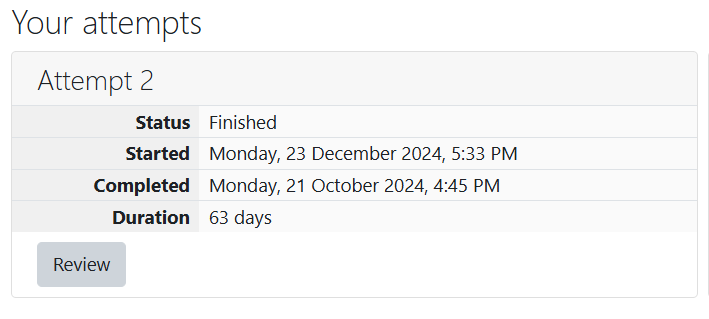 Your attempts
Attempt 2
Status Finished
Started Monday, 23 December 2024, 5:33 PM
Completed Monday, 21 October 2024, 4:45 PM
Duration 63 days
Review